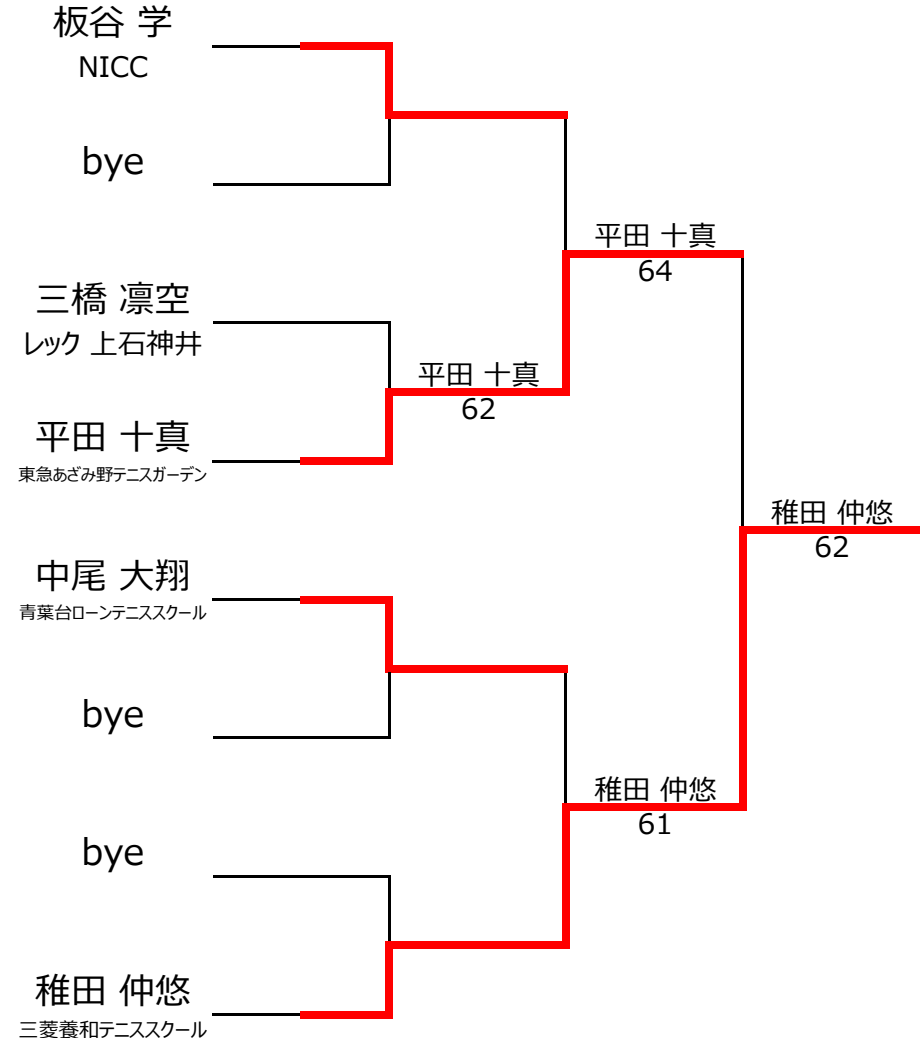 板谷 学
NICC
bye
平田 十真
64
三橋 凛空
レック 上石神井
平田 十真
62
平田 十真
東急あざみ野テニスガーデン
稚田 仲悠
62
中尾 大翔
青葉台ローンテニススクール
bye
稚田 仲悠
61
bye
稚田 仲悠
三菱養和テニススクール